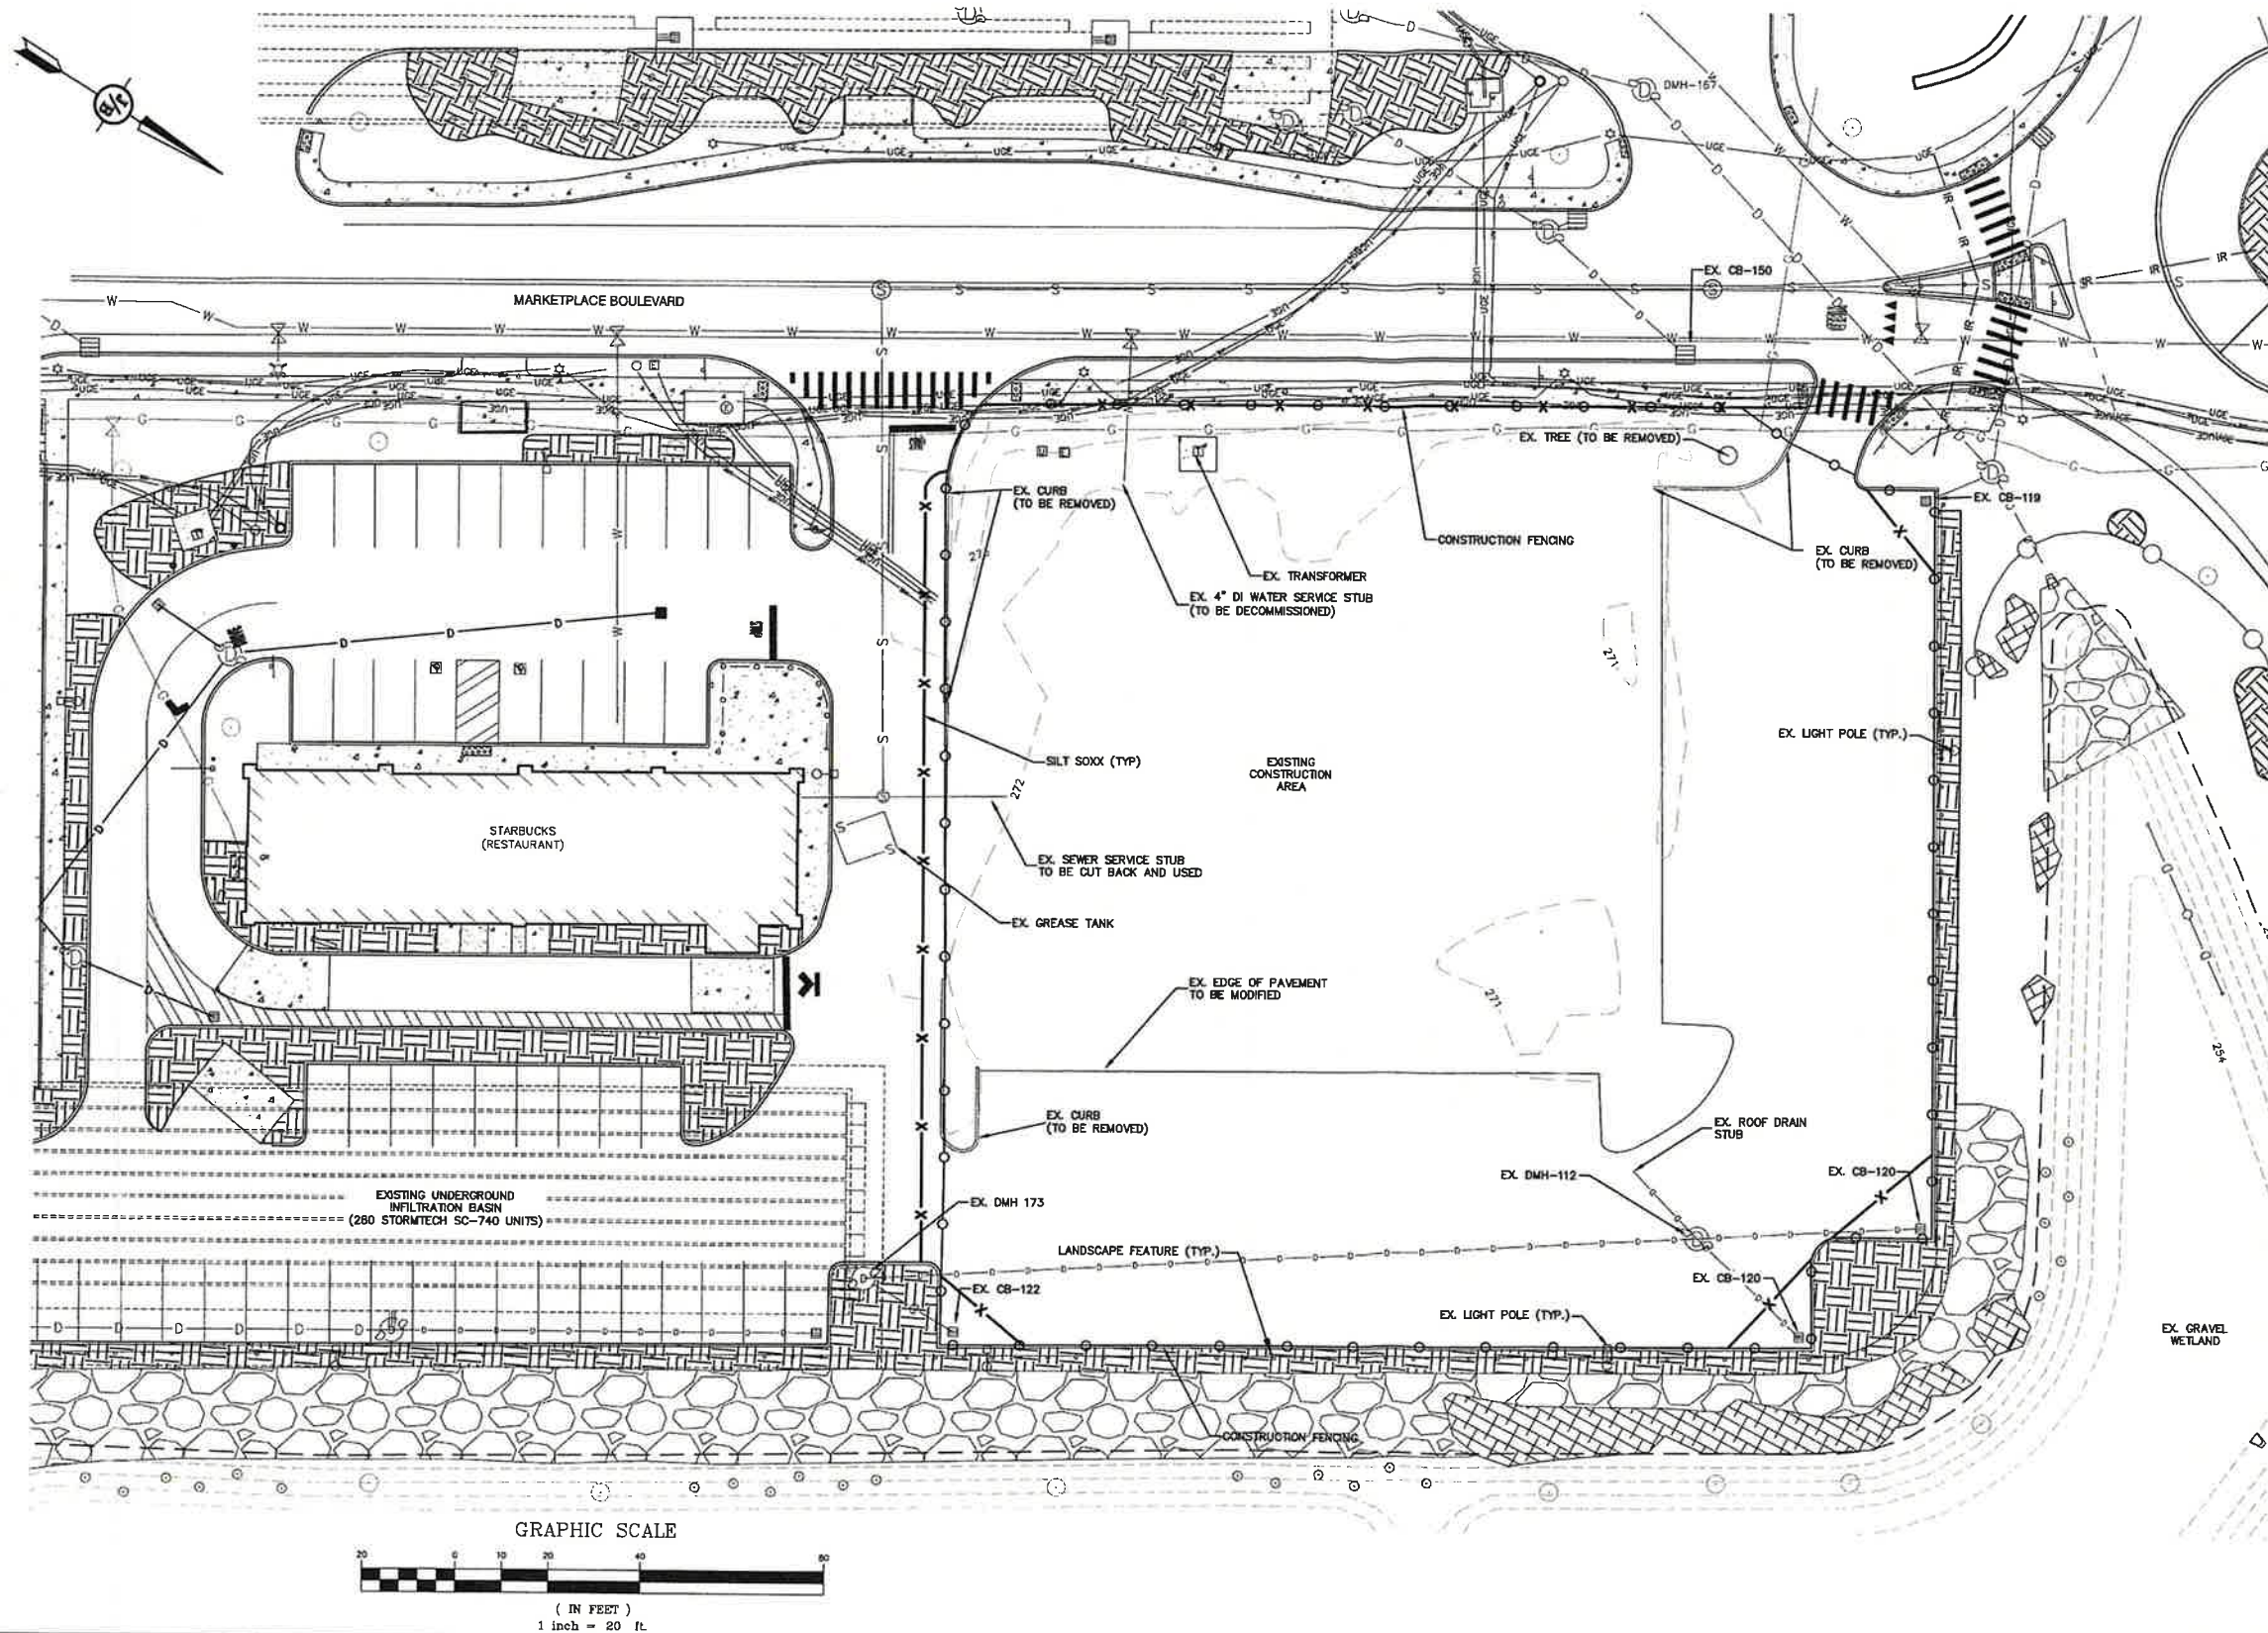 DMH-167
EX. CB-150
MARKETPLACE BOULEVARD
EX. TREE (TO BE REMOVED)
EX. CURB
(TO BE REMOVED)
EX. CB-119
CONSTRUCTION FENCING
EX. CURB
(TO BE REMOVED)
EX. TRANSFORMER
EX. 4" DI WATER SERVICE STUB
(TO BE DECOMMISSIONED)
271
EX. LIGHT POLE (TYP.)
SILT SOXX (TYP)
EXISTING
CONSTRUCTION
AREA
272
STARBUCKS
(RESTAURANT)
EX. SEWER SERVICE STUB
TO BE CUT BACK AND USED
EX. GREASE TANK
EX. EDGE OF PAVEMENT
TO BE MODIFIED
271
254
EX. CURB
(TO BE REMOVED)
EX. ROOF DRAIN
STUB
EX. DMH-112
EX. CB-120
EXISTING UNDERGROUND
INFILTRATION BASIN
(280 STORMTECH SC-740 UNITS)
EX. DMH 173
LANDSCAPE FEATURE (TYP.)
EX. CB-122
EX. CB-120
EX. LIGHT POLE (TYP.)
EX. GRAVEL
WETLAND
CONSTRUCTION FENCING
GRAPHIC SCALE
20 0 10 20 40 80
( IN FEET )
1 inch = 20 ft.